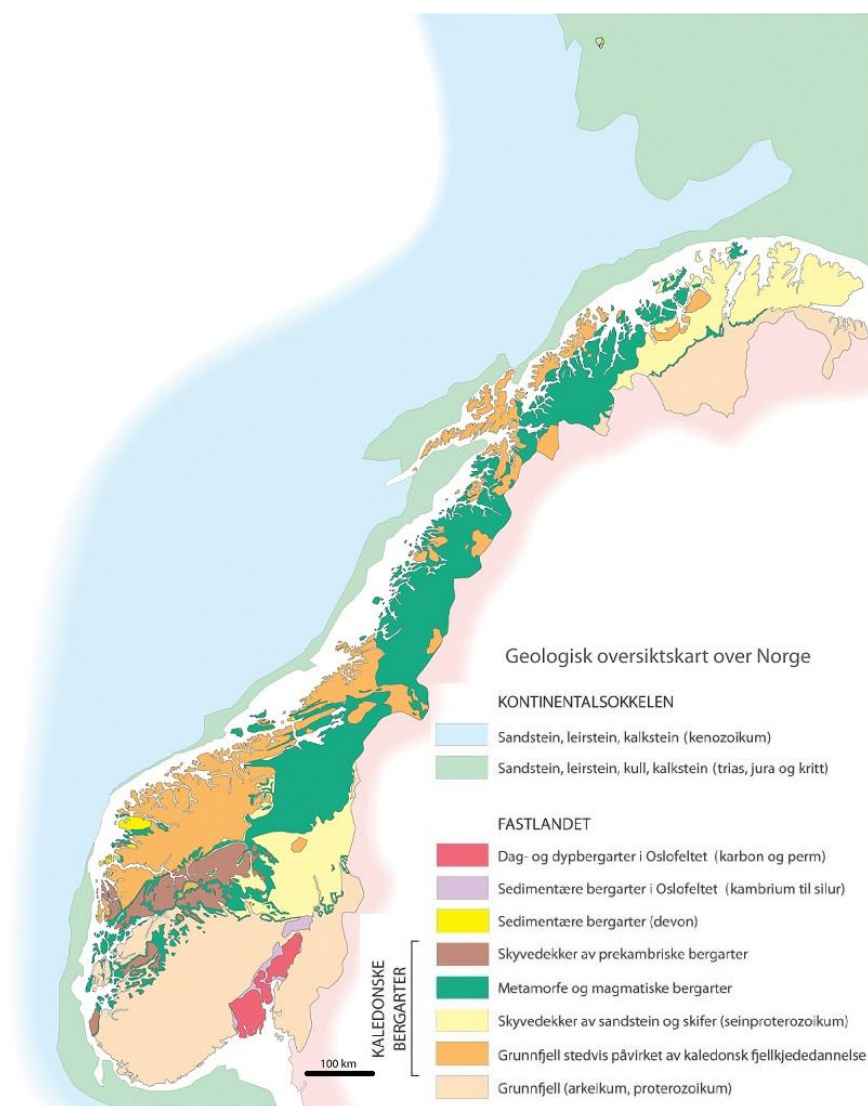 Geologisk oversiktskart over Norge
KONTINENTALSOKKELEN
Sandstein, leirstein, kalkstein (kenozoikum)
Sandstein, leirstein, kull, kalkstein (trias, jura og kritt)
FASTLANDET
Dag- og dypbergarter i Oslofeltet (karbon og perm)
Sedimentære bergarter i Oslofeltet (kambrium til silur)
Sedimentære bergarter (devon)
KALEDONSKE
BERGARTER
Skyvedekker av prekambriske bergarter
Metamorfe og magmatiske bergarter
Skyvedekker av sandstein og skifer (seinproterozoikum)
Grunnfjell stedvis påvirket av kaledonsk fjellkjededannelse
Grunnfjell (arkeikum, proterozoikum)
100 km